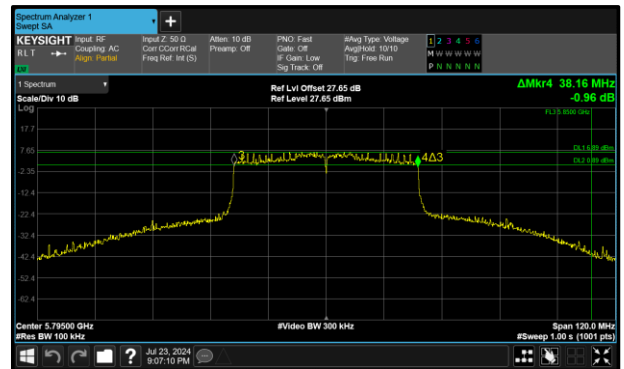 Spectrum Analyzer 1
Swept SA
KEYSIGHT
RLT
Input: RF
Coupling: AC
Align: Partial
Input Z: 50 Ω
Corr CCorr RCal
Freq Ref: Int (S)
Atten: 10 dB
Preamp: Off
PNO: Fast
Gate: Off
IF Gain: Low
Sig Track: Off
#Avg Type: Voltage
Avg|Hold: 10/10
Trig: Free Run
1 2 3 4 5 6
M W W W W W
P N N N N N
1 Spectrum
Scale/Div 10 dB
Log
Ref Lvl Offset 27.65 dB
Ref Level 27.65 dBm
ΔMkr4 38.16 MHz
-0.96 dB
17.7
7.65
-2.35
-12.4
-22.4
-32.4
-42.4
-52.4
-62.4
3
4Δ3
Center 5.79500 GHz
#Res BW 100 kHz
#Video BW 300 kHz
Span 120.0 MHz
#Sweep 1.00 s (1001 pts)
?
Jul 23, 2024
9:07:10 PM